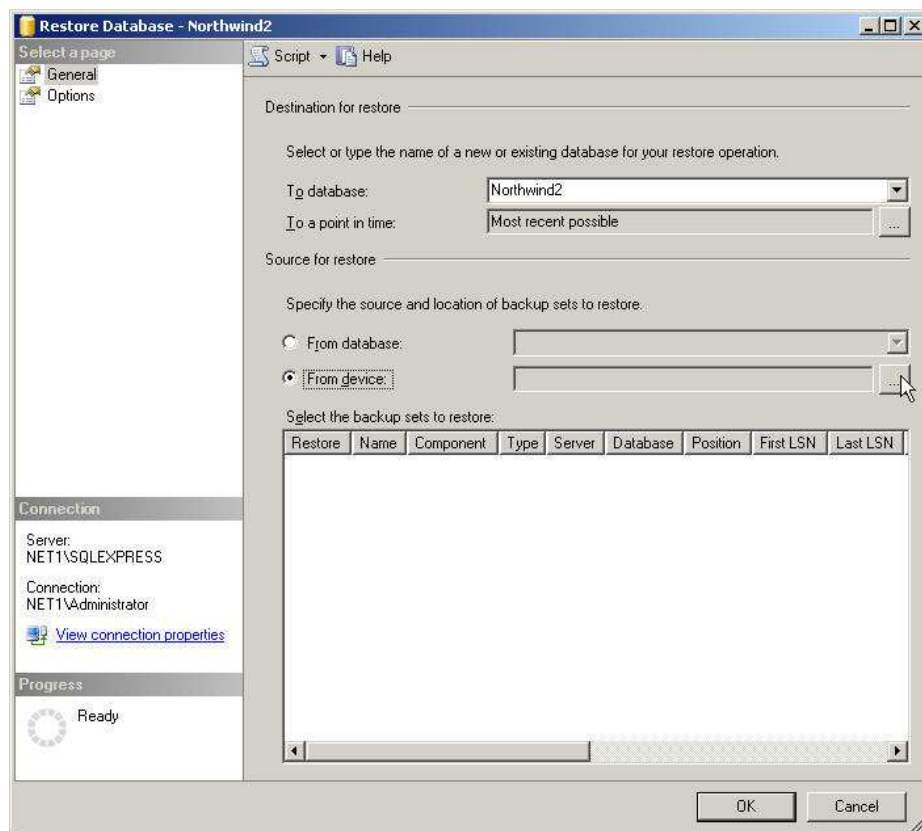 Restore Database - Northwind2
Select a page
General
Options
Script Help
Destination for restore
Select or type the name of a new or existing database for your restore operation.
To database: Northwind2
To a point in time: Most recent possible ...
Source for restore
Specify the source and location of backup sets to restore.
From database:
From device: ...
Select the backup sets to restore:
Restore Name Component Type Server Database Position First LSN Last LSN
Connection
Server:
NET1\SQLEXPRESS
Connection:
NET1\Administrator
View connection properties
Progress
Ready
OK Cancel